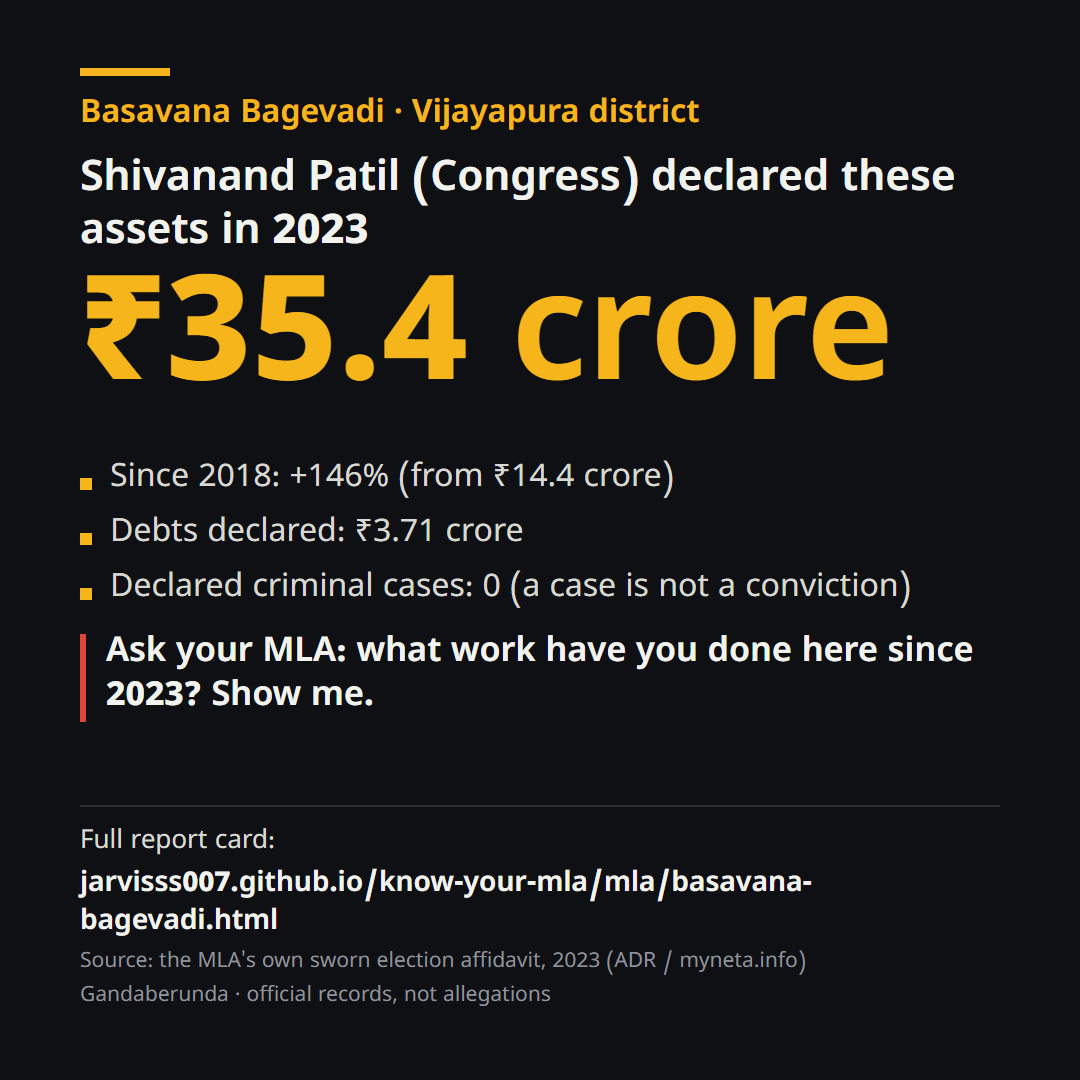 Basavana Bagevadi · Vijayapura district
Shivanand Patil (Congress) declared these
assets in 2023
₹35.4 crore
Since 2018: +146% (from ₹14.4 crore)
Debts declared: ₹3.71 crore
Declared criminal cases: 0 (a case is not a conviction)
Ask your MLA: what work have you done here since
2023? Show me.
Full report card:
jarvisss007.github.io/know-your-mla/mla/basavana-
bagevadi.html
Source: the MLA's own sworn election affidavit, 2023 (ADR / myneta.info)
Gandaberunda · official records, not allegations